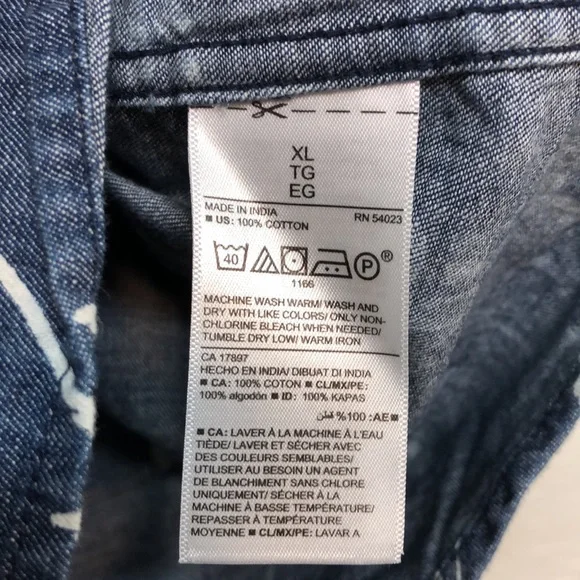 XL
TG
EG
MADE IN INDIA RN 54023
■ US: 100% COTTON
40 P ®
1166
MACHINE WASH WARM/ WASH AND
DRY WITH LIKE COLORS/ ONLY NON-
CHLORINE BLEACH WHEN NEEDED/
TUMBLE DRY LOW/ WARM IRON
CA 17897
HECHO EN INDIA/ DIBUAT DI INDIA
■ CA: 100% COTON ■ CL/MX/PE:
100% algodón ■ ID: 100% KAPAS
قطن 100% :AE ■
■ CA: LAVER À LA MACHINE À L'EAU
TIÈDE/ LAVER ET SÉCHER AVEC
DES COULEURS SEMBLABLES/
UTILISER AU BESOIN UN AGENT
DE BLANCHIMENT SANS CHLORE
UNIQUEMENT/ SÉCHER À LA
MACHINE À BASSE TEMPÉRATURE/
REPASSER À TEMPÉRATURE
MOYENNE ■ CL/MX/PE: LAVAR A